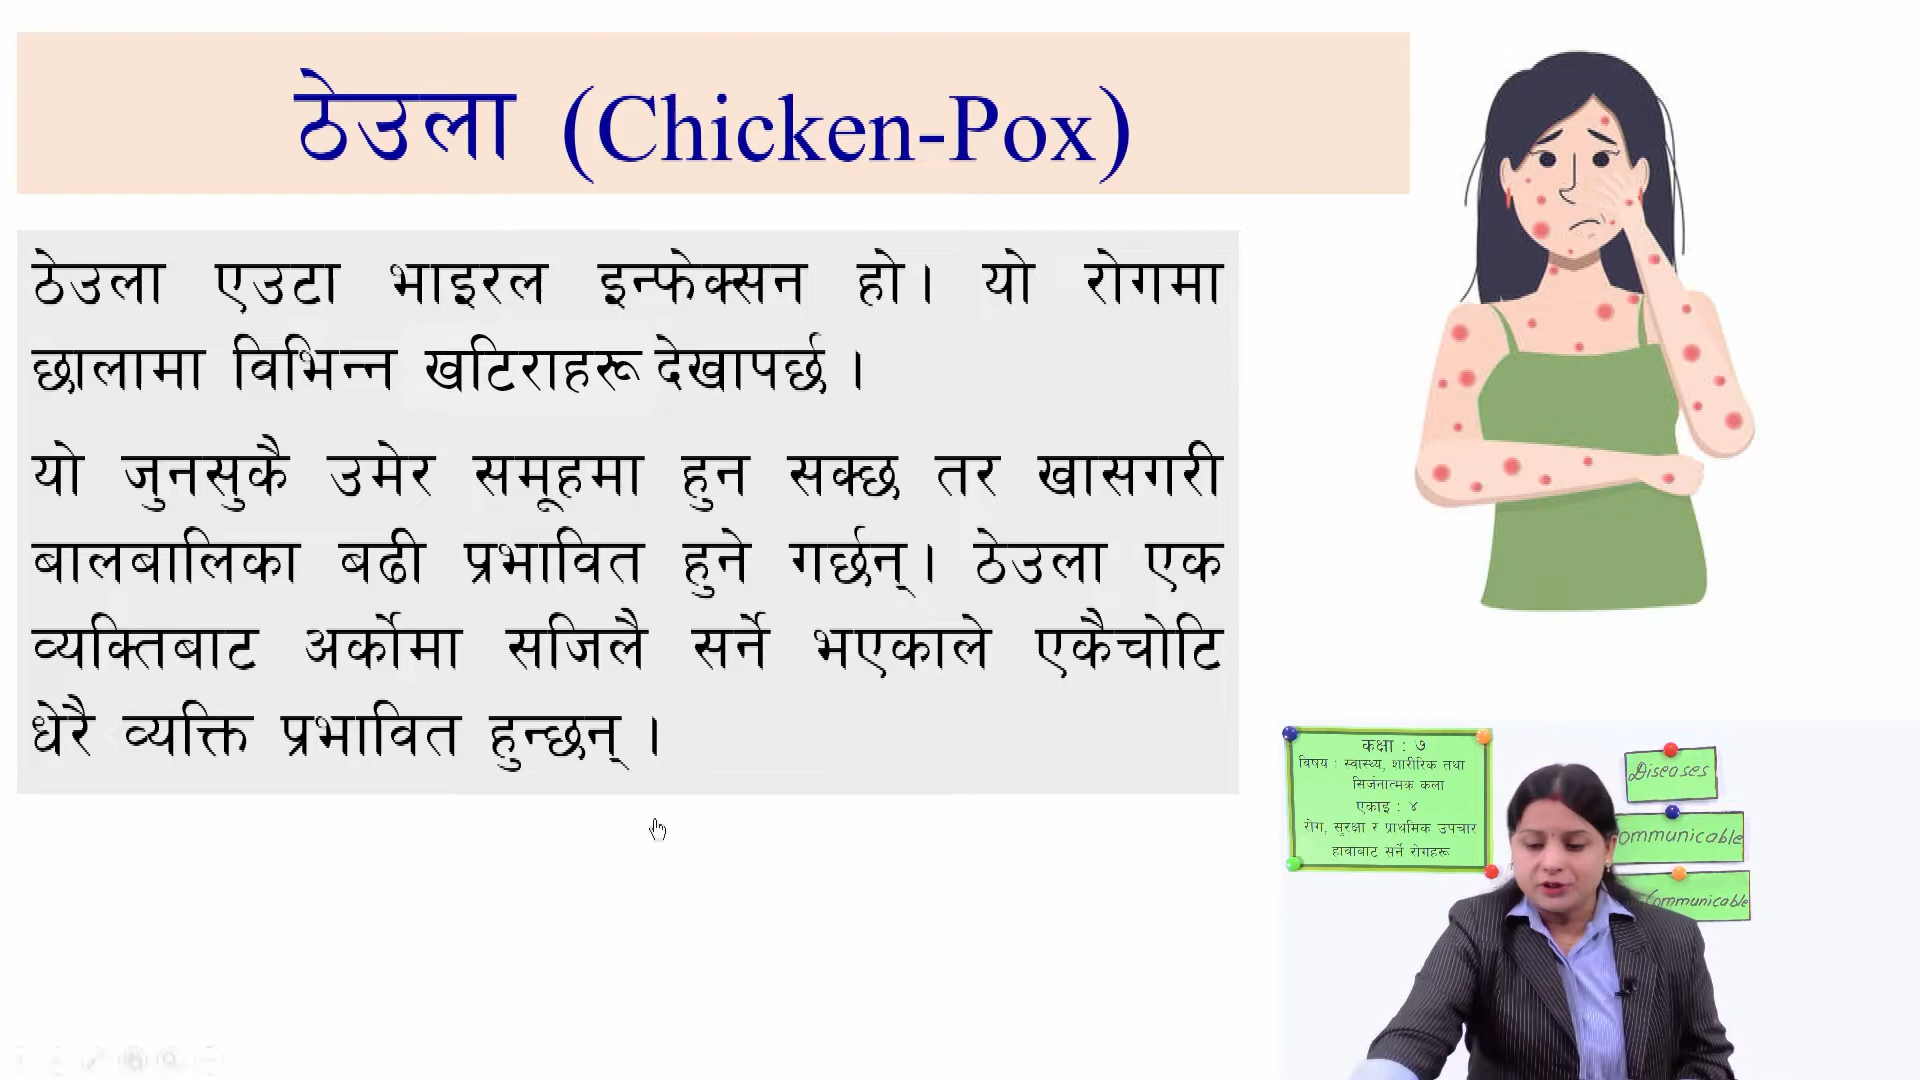 ठेउला (Chicken-Pox)
ठेउला एउटा भाइरल इन्फेक्सन हो। यो रोगमा
छालामा विभिन्न खटिराहरू देखापर्छ ।
यो जुनसुकै उमेर समूहमा हुन सक्छ तर खासगरी
बालबालिका बढी प्रभावित हुने गर्छन्। ठेउला एक
व्यक्तिबाट अर्कोमा सजिलै सर्ने भएकाले एकैचोटि
धेरै व्यक्ति प्रभावित हुन्छन् ।
कक्षा : ७
विषय : स्वास्थ्य, शारीरिक तथा
सिर्जनात्मक कला
एकाइ : ४
रोग, सुरक्षा र प्राथमिक उपचार
हावाबाट सर्ने रोगहरू
Diseases
ommunicable
Communicable